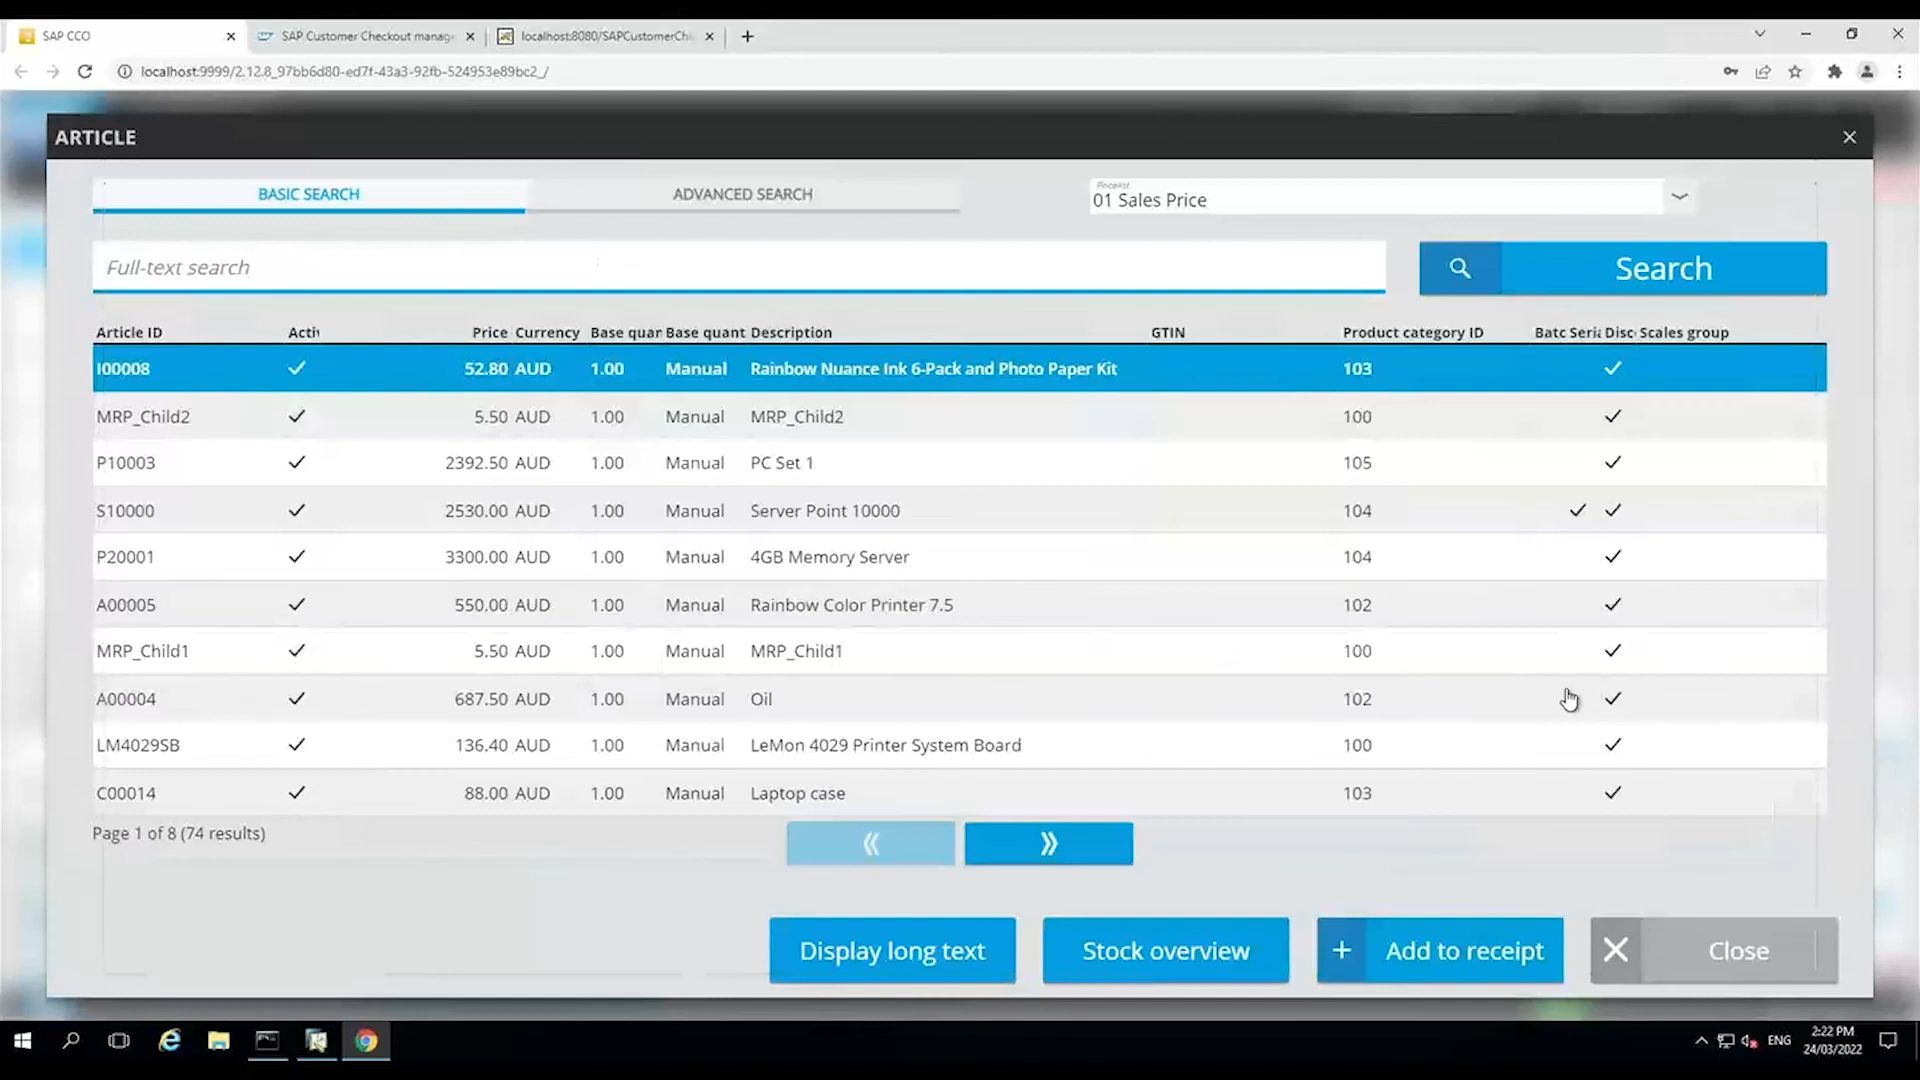 SAP CCO
SAP Customer Checkout manag
localhost:8080/SAPCustomerChe
localhost:9999/2.12.8_97bb6d80-ed7f-43a3-92fb-524953e89bc2_/
ARTICLE
BASIC SEARCH
ADVANCED SEARCH
Pricelist
01 Sales Price
Full-text search
Search
Article ID Acti Price Currency Base quar Base quant Description GTIN Product category ID Batc Seria Disc Scales group
I00008 52.80 AUD 1.00 Manual Rainbow Nuance Ink 6-Pack and Photo Paper Kit 103
MRP_Child2 5.50 AUD 1.00 Manual MRP_Child2 100
P10003 2392.50 AUD 1.00 Manual PC Set 1 105
S10000 2530.00 AUD 1.00 Manual Server Point 10000 104
P20001 3300.00 AUD 1.00 Manual 4GB Memory Server 104
A00005 550.00 AUD 1.00 Manual Rainbow Color Printer 7.5 102
MRP_Child1 5.50 AUD 1.00 Manual MRP_Child1 100
A00004 687.50 AUD 1.00 Manual Oil 102
LM4029SB 136.40 AUD 1.00 Manual LeMon 4029 Printer System Board 100
C00014 88.00 AUD 1.00 Manual Laptop case 103
Page 1 of 8 (74 results)
Display long text
Stock overview
Add to receipt
Close
ENG
2:22 PM
24/03/2022